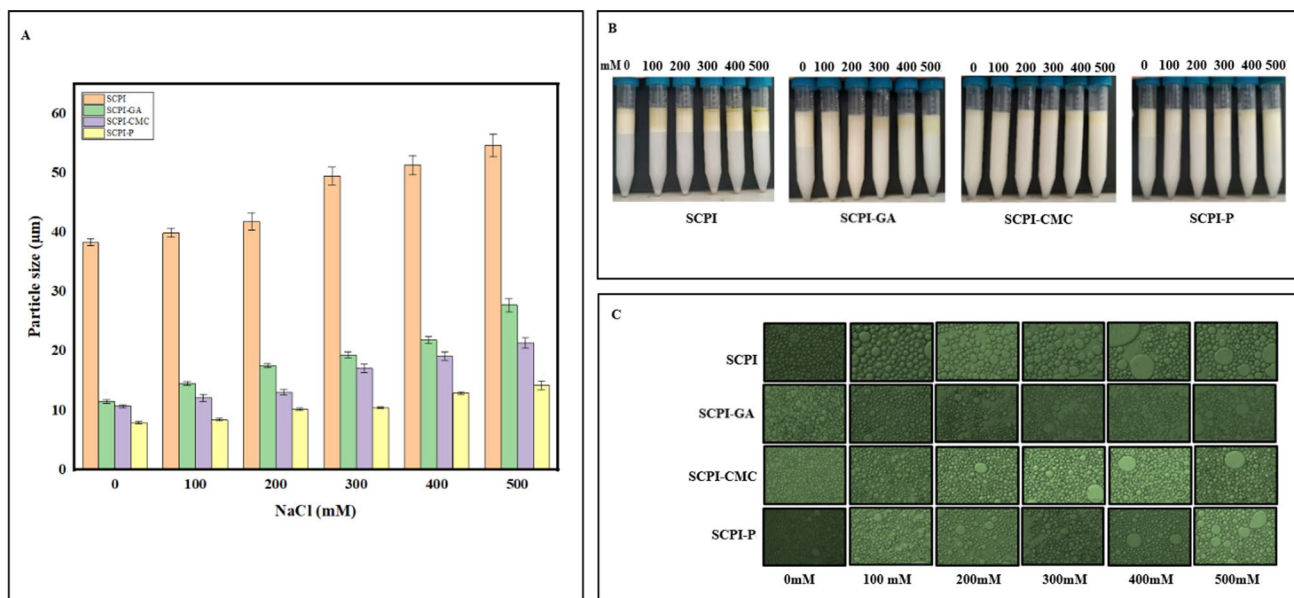 A
60
50
40
30
20
10
0
Particle size (µm)
SCPI
SCPI-GA
SCPI-CMC
SCPI-P
0 100 200 300 400 500
NaCl (mM)
B
mM 0 100 200 300 400 500
0 100 200 300 400 500
0 100 200 300 400 500
0 100 200 300 400 500
SCPI SCPI-GA SCPI-CMC SCPI-P
C
SCPI
SCPI-GA
SCPI-CMC
SCPI-P
0mM 100 mM 200mM 300mM 400mM 500mM